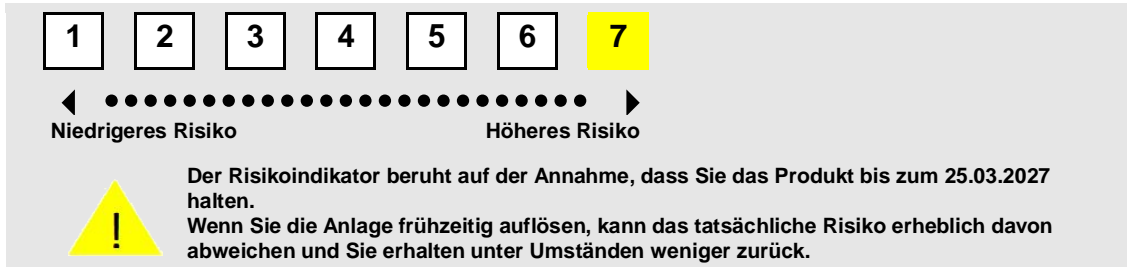 1 2 3 4 5 6 7
Niedrigeres Risiko Höheres Risiko
Der Risikoindikator beruht auf der Annahme, dass Sie das Produkt bis zum 25.03.2027
halten.
Wenn Sie die Anlage frühzeitig auflösen, kann das tatsächliche Risiko erheblich davon
abweichen und Sie erhalten unter Umständen weniger zurück.
!